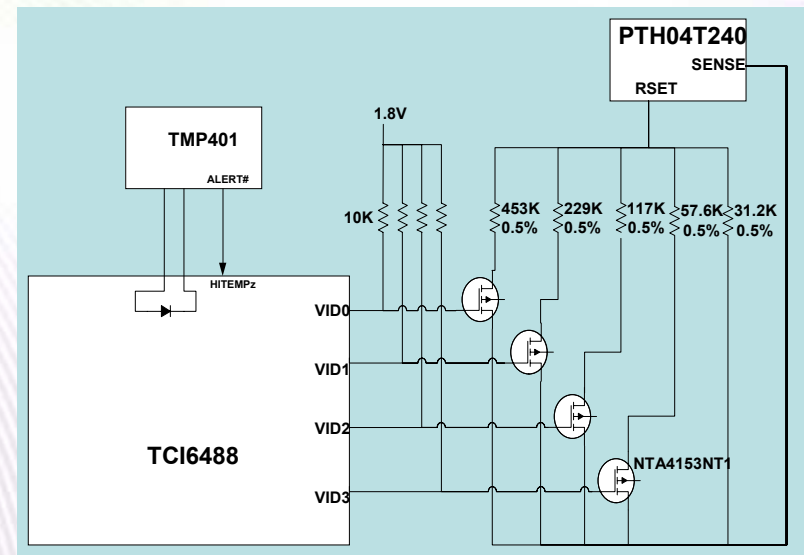 PTH04T240
SENSE
RSET
1.8V
TMP401
ALERT#
10K
453K
0.5%
229K
0.5%
117K
0.5%
57.6K
0.5%
31.2K
0.5%
HITEMPz
VID0
VID1
VID2
VID3
TCI6488
NTA4153NT1